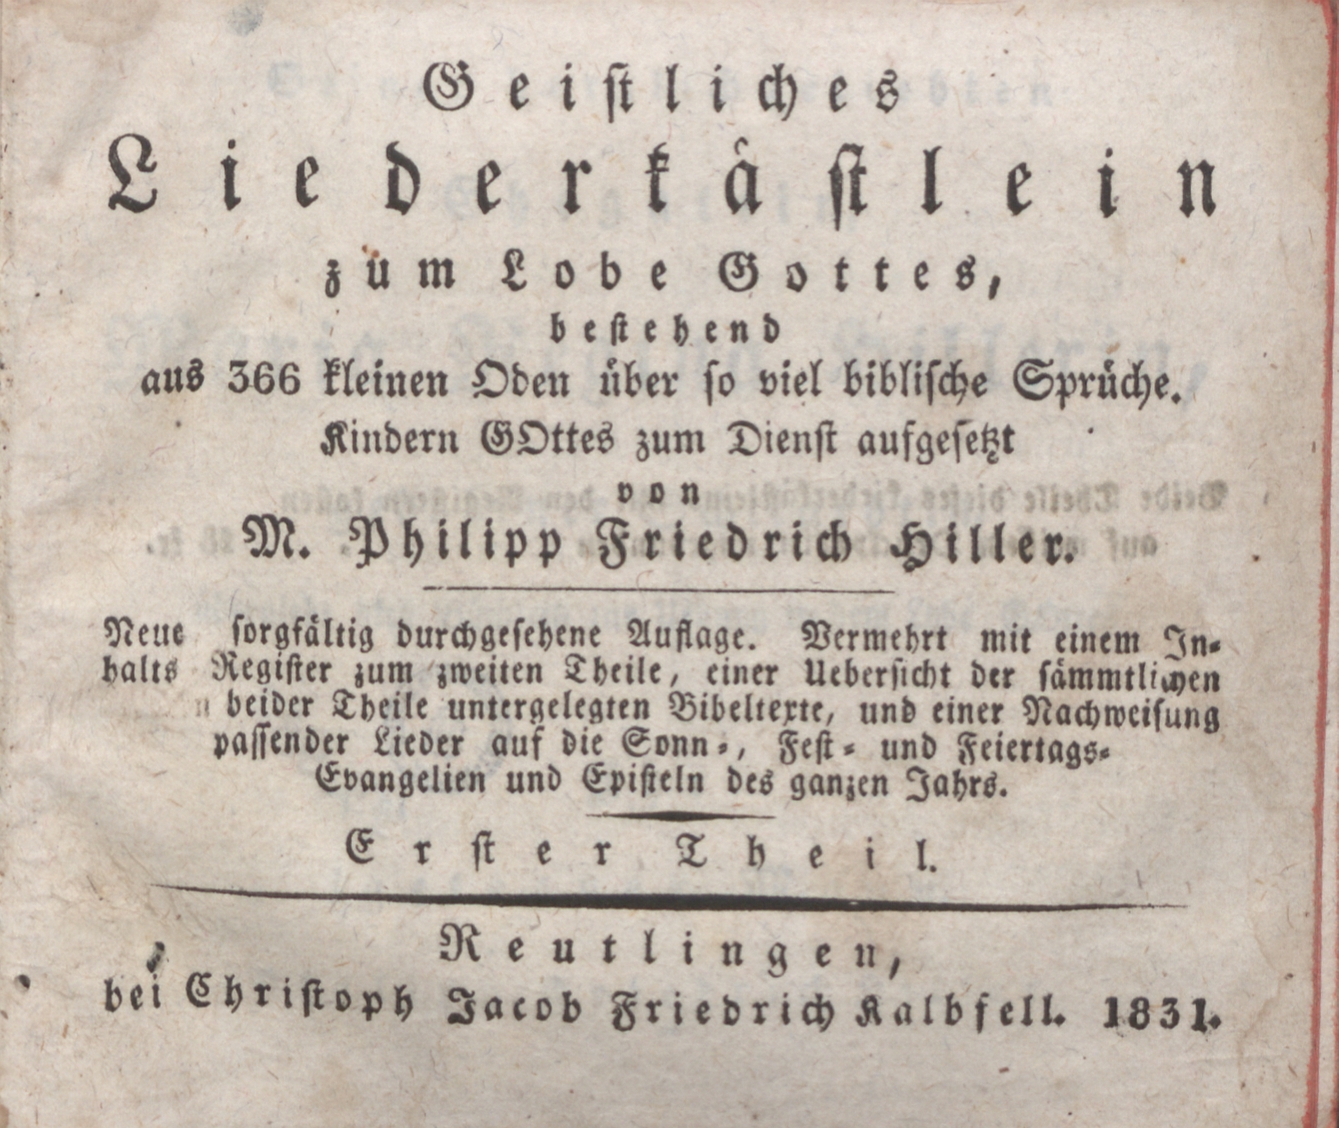 Geistliches
Liederkästlein
zum Lobe Gottes,
bestehend
aus 366 kleinen Oden über so viel biblische Sprüche.
Kindern GOttes zum Dienst aufgesetzt
von
M. Philipp Friedrich Hiller.
Neue sorgfältig durchgesehene Auflage. Vermehrt mit einem In-
halts Register zum zweiten Theile, einer Uebersicht der sämmtlichen
beider Theile untergelegten Bibeltexte, und einer Nachweisung
passender Lieder auf die Sonn-, Fest- und Feiertags-
Evangelien und Episteln des ganzen Jahrs.
Erster Theil.
Reutlingen,
bei Christoph Jacob Friedrich Kalbfell. 1831.